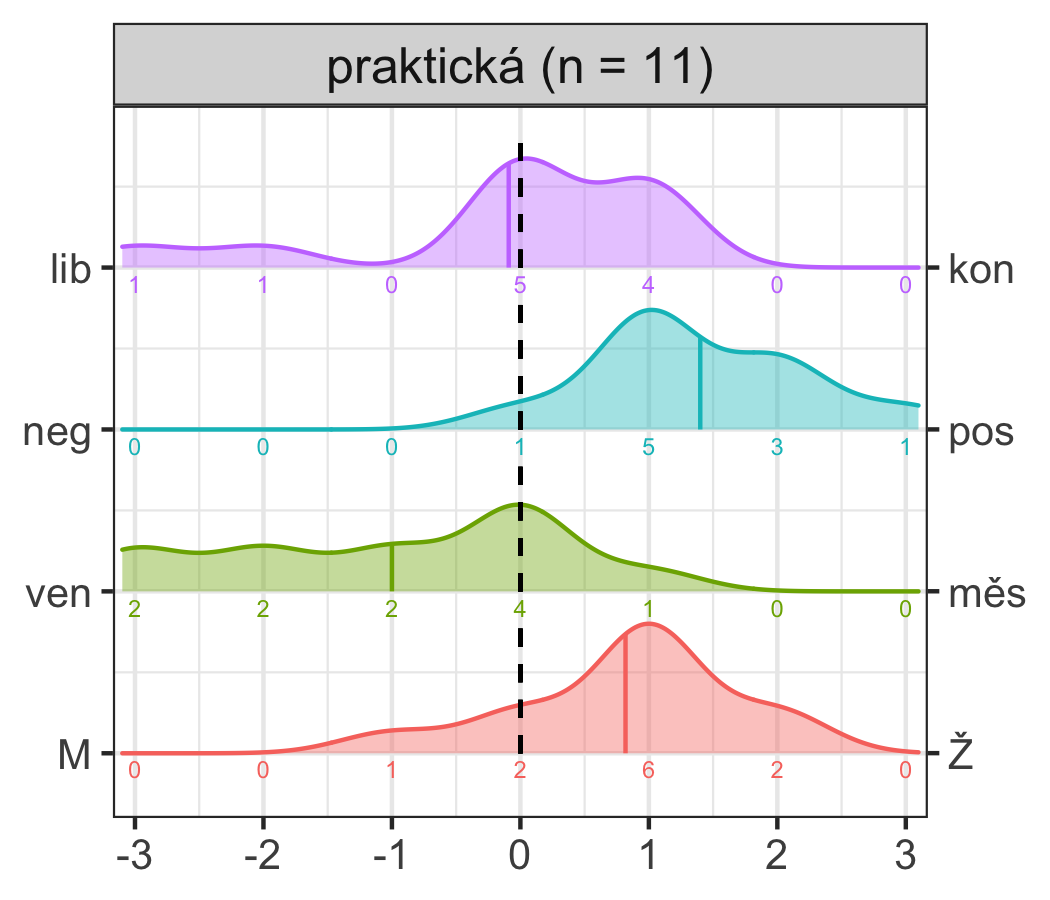 praktická (n = 11)
lib kon
1 1 0 5 4 0 0
neg pos
0 0 0 1 5 3 1
ven měs
2 2 2 4 1 0 0
M Ž
0 0 1 2 6 2 0
-3 -2 -1 0 1 2 3